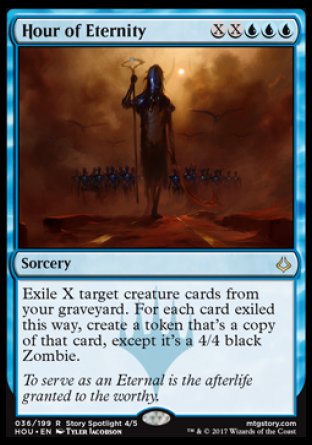 Hour of Eternity XXUUU
Sorcery
Exile X target creature cards from
your graveyard. For each card exiled
this way, create a token that's a copy
of that card, except it's a 4/4 black
Zombie.
To serve as an Eternal is the afterlife
granted to the worthy.
036/199 R Story Spotlight 4/5 mtgstory.com
HOU • EN Tyler Jacobson ™ & © 2017 Wizards of the Coast